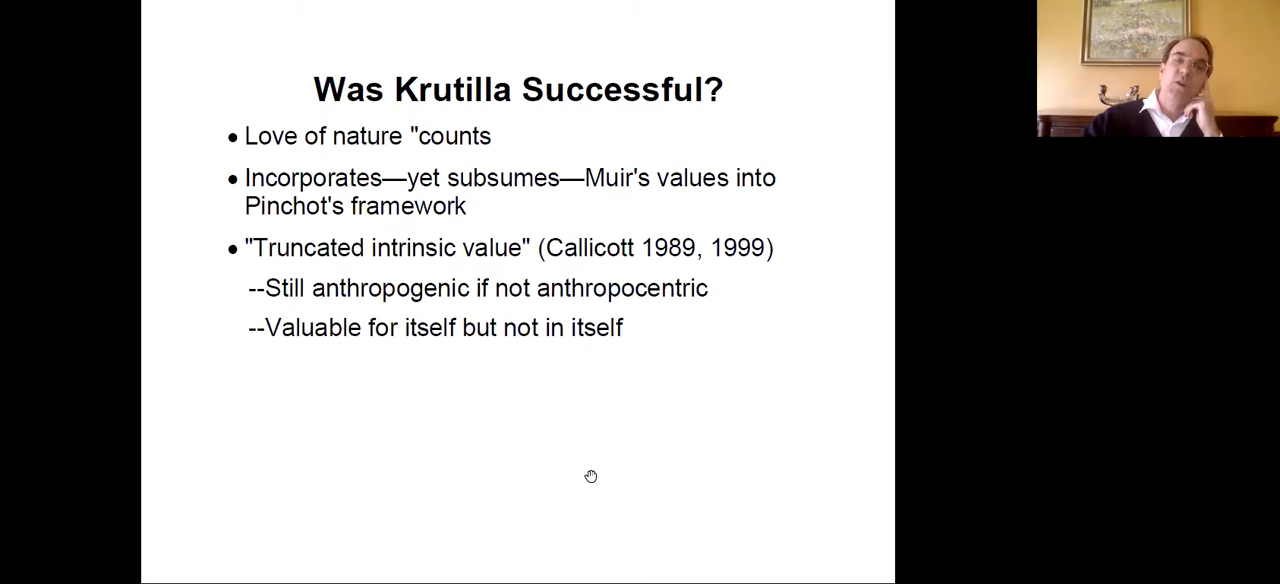 Was Krutilla Successful?
• Love of nature "counts
• Incorporates—yet subsumes—Muir's values into
Pinchot's framework
• "Truncated intrinsic value" (Callicott 1989, 1999)
--Still anthropogenic if not anthropocentric
--Valuable for itself but not in itself